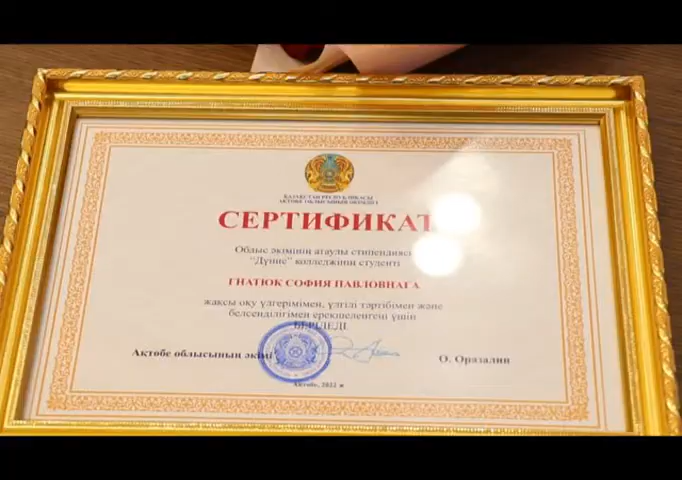 ҚАЗАҚСТАН РЕСПУБЛИКАСЫ
АҚТӨБЕ ОБЛЫСЫНЫҢ ӘКІМДІГІ
СЕРТИФИКАТ
Облыс әкімінің атаулы стипендиясы
"Дүние" колледжінің студенті
ГНАТЮК СОФИЯ ПАВЛОВНАҒА
жақсы оқу үлгерімімен, үлгілі тәртібімен және
белсенділігімен ерекшеленгені үшін
БЕРІЛЕДІ
Ақтөбе облысының әкімі О. Оразалин
Ақтөбе, 2022 ж